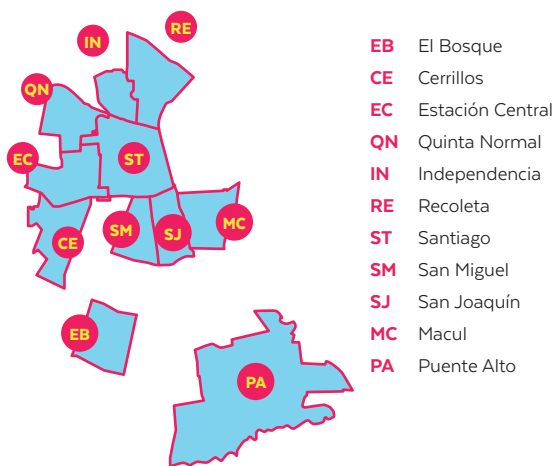 RE
IN
QN
EC
ST
SM
SJ
MC
CE
EB
PA
EB El Bosque
CE Cerrillos
EC Estación Central
QN Quinta Normal
IN Independencia
RE Recoleta
ST Santiago
SM San Miguel
SJ San Joaquín
MC Macul
PA Puente Alto